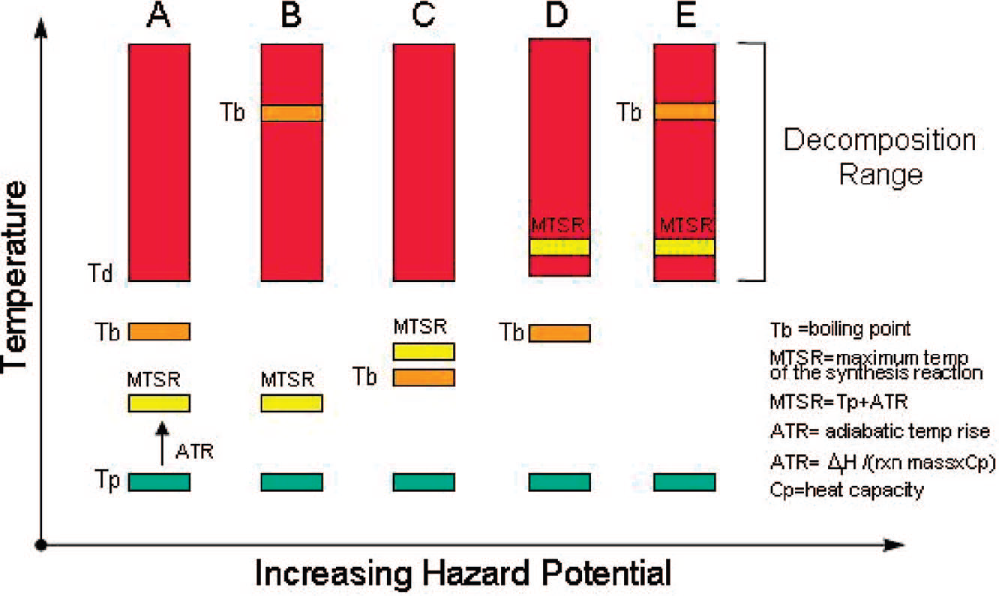 A B C D E
Tb
Tb
Decomposition
Range
MTSR
MTSR
Td
Tb
MTSR
Tb
MTSR
MTSR
Tb
ATR
Tp
Tb =boiling point
MTSR=maximum temp
of the synthesis reaction
MTSR=Tp+ATR
ATR= adiabatic temp rise
ATR= ΔrH /(rxn massxCp)
Cp=heat capacity
Temperature
Increasing Hazard Potential